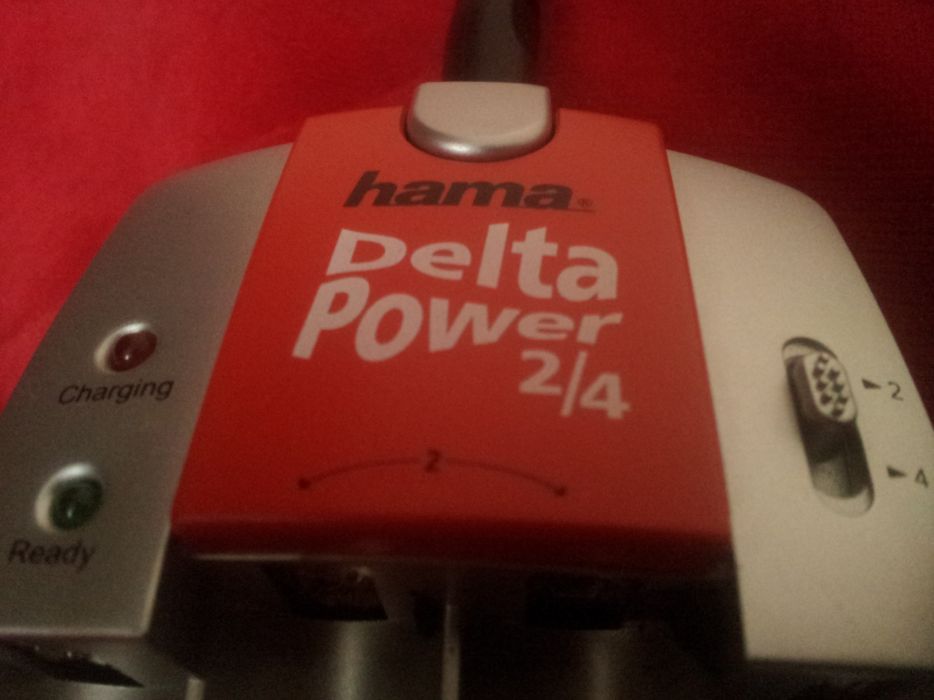 hama®
Delta
Power
2/4
Charging
Ready
2
►2
►4